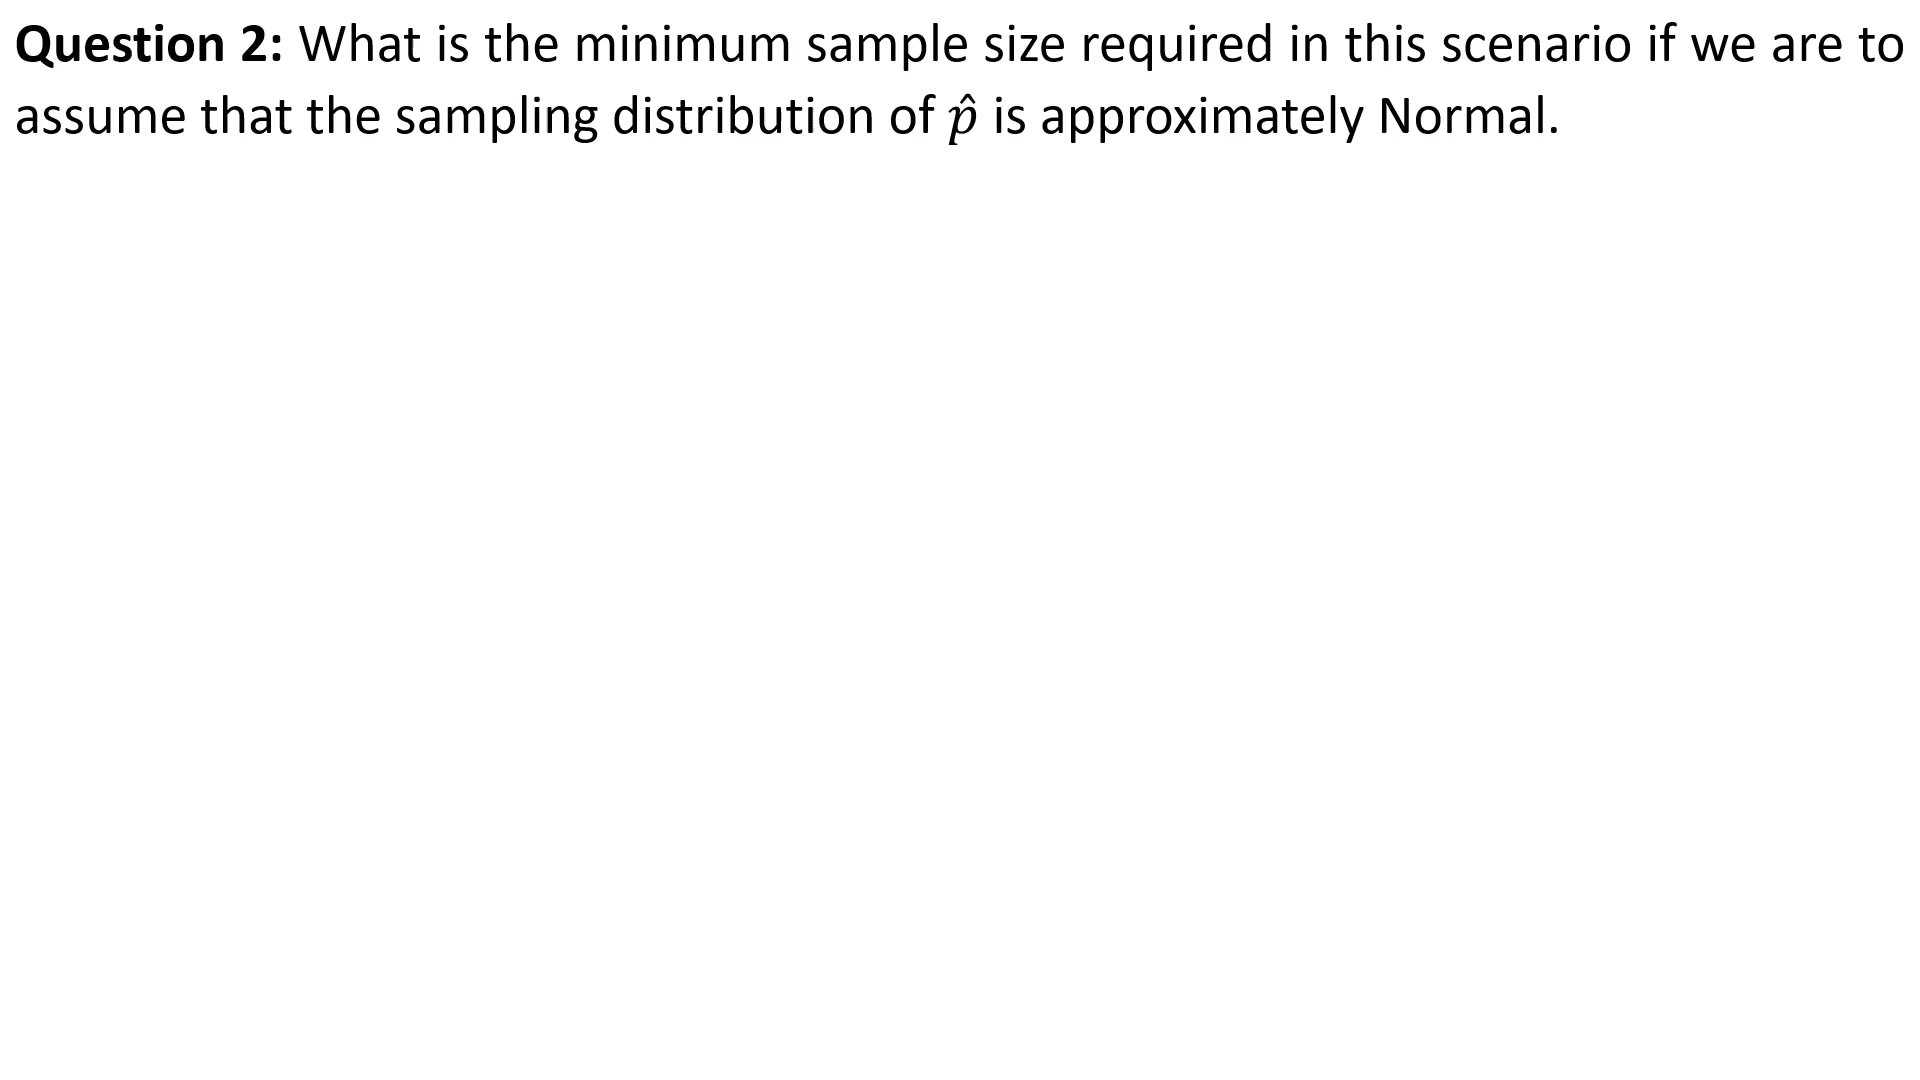 Question 2: What is the minimum sample size required in this scenario if we are to
assume that the sampling distribution of p̂ is approximately Normal.